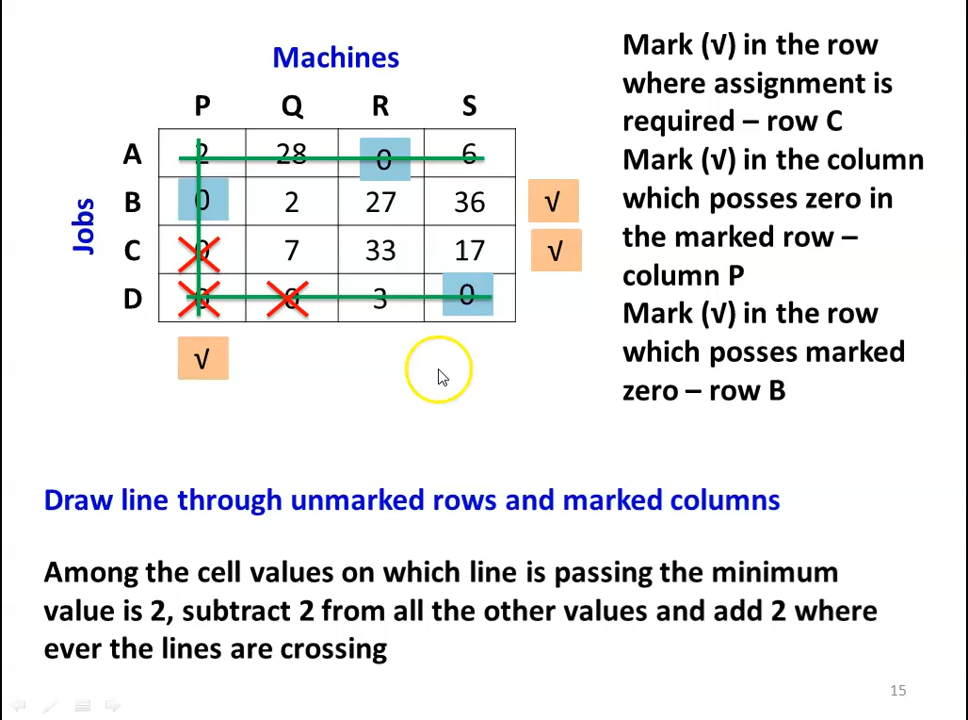 Machines
P Q R S
A 2 28 0 6
B 0 2 27 36 √
C 0 7 33 17 √
D 0 0 3 0
√
Jobs
Mark (√) in the row
where assignment is
required – row C
Mark (√) in the column
which posses zero in
the marked row –
column P
Mark (√) in the row
which posses marked
zero – row B
Draw line through unmarked rows and marked columns
Among the cell values on which line is passing the minimum
value is 2, subtract 2 from all the other values and add 2 where
ever the lines are crossing
15